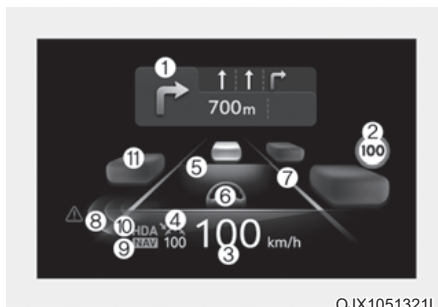 ①
700m
②
100
⑪
⑤
⑦
⑥
⑧
④
⑩
HDA
⑨
NAV
100
100 km/h
③
OJX1051321L